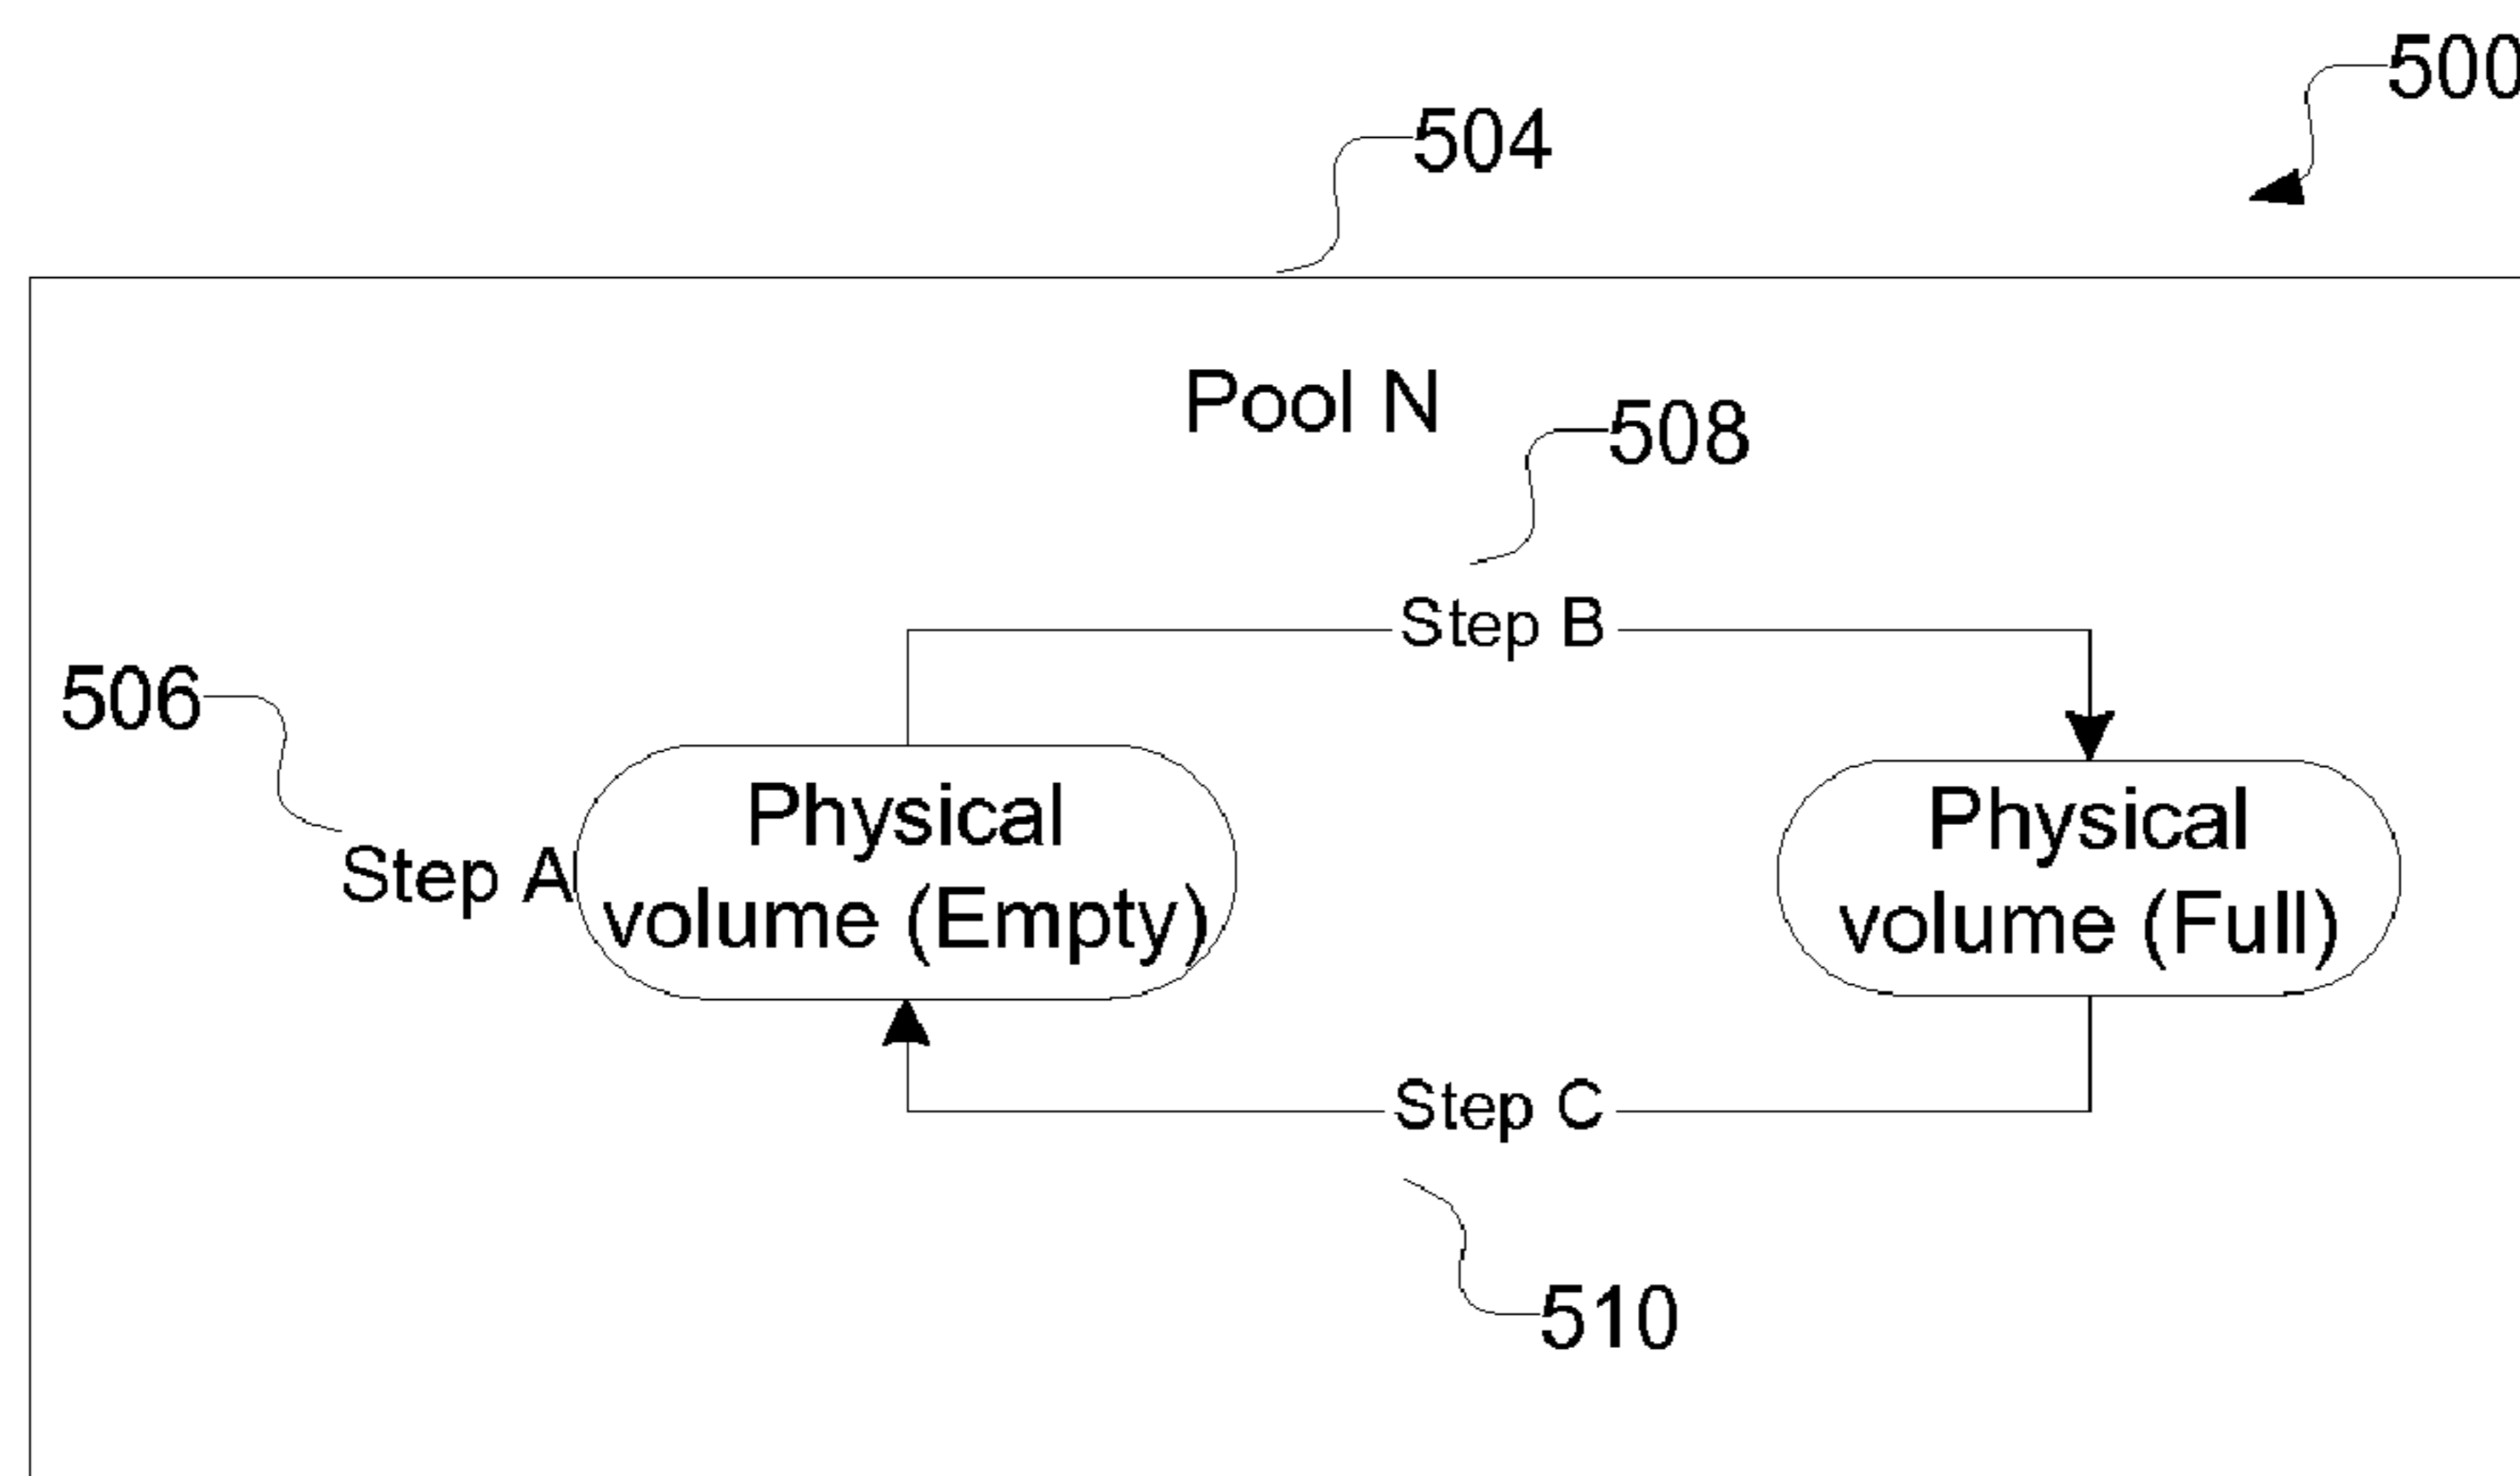 500
504
Pool N
508
Step B
506
Physical
volume (Empty)
Physical
volume (Full)
Step A
Step C
510